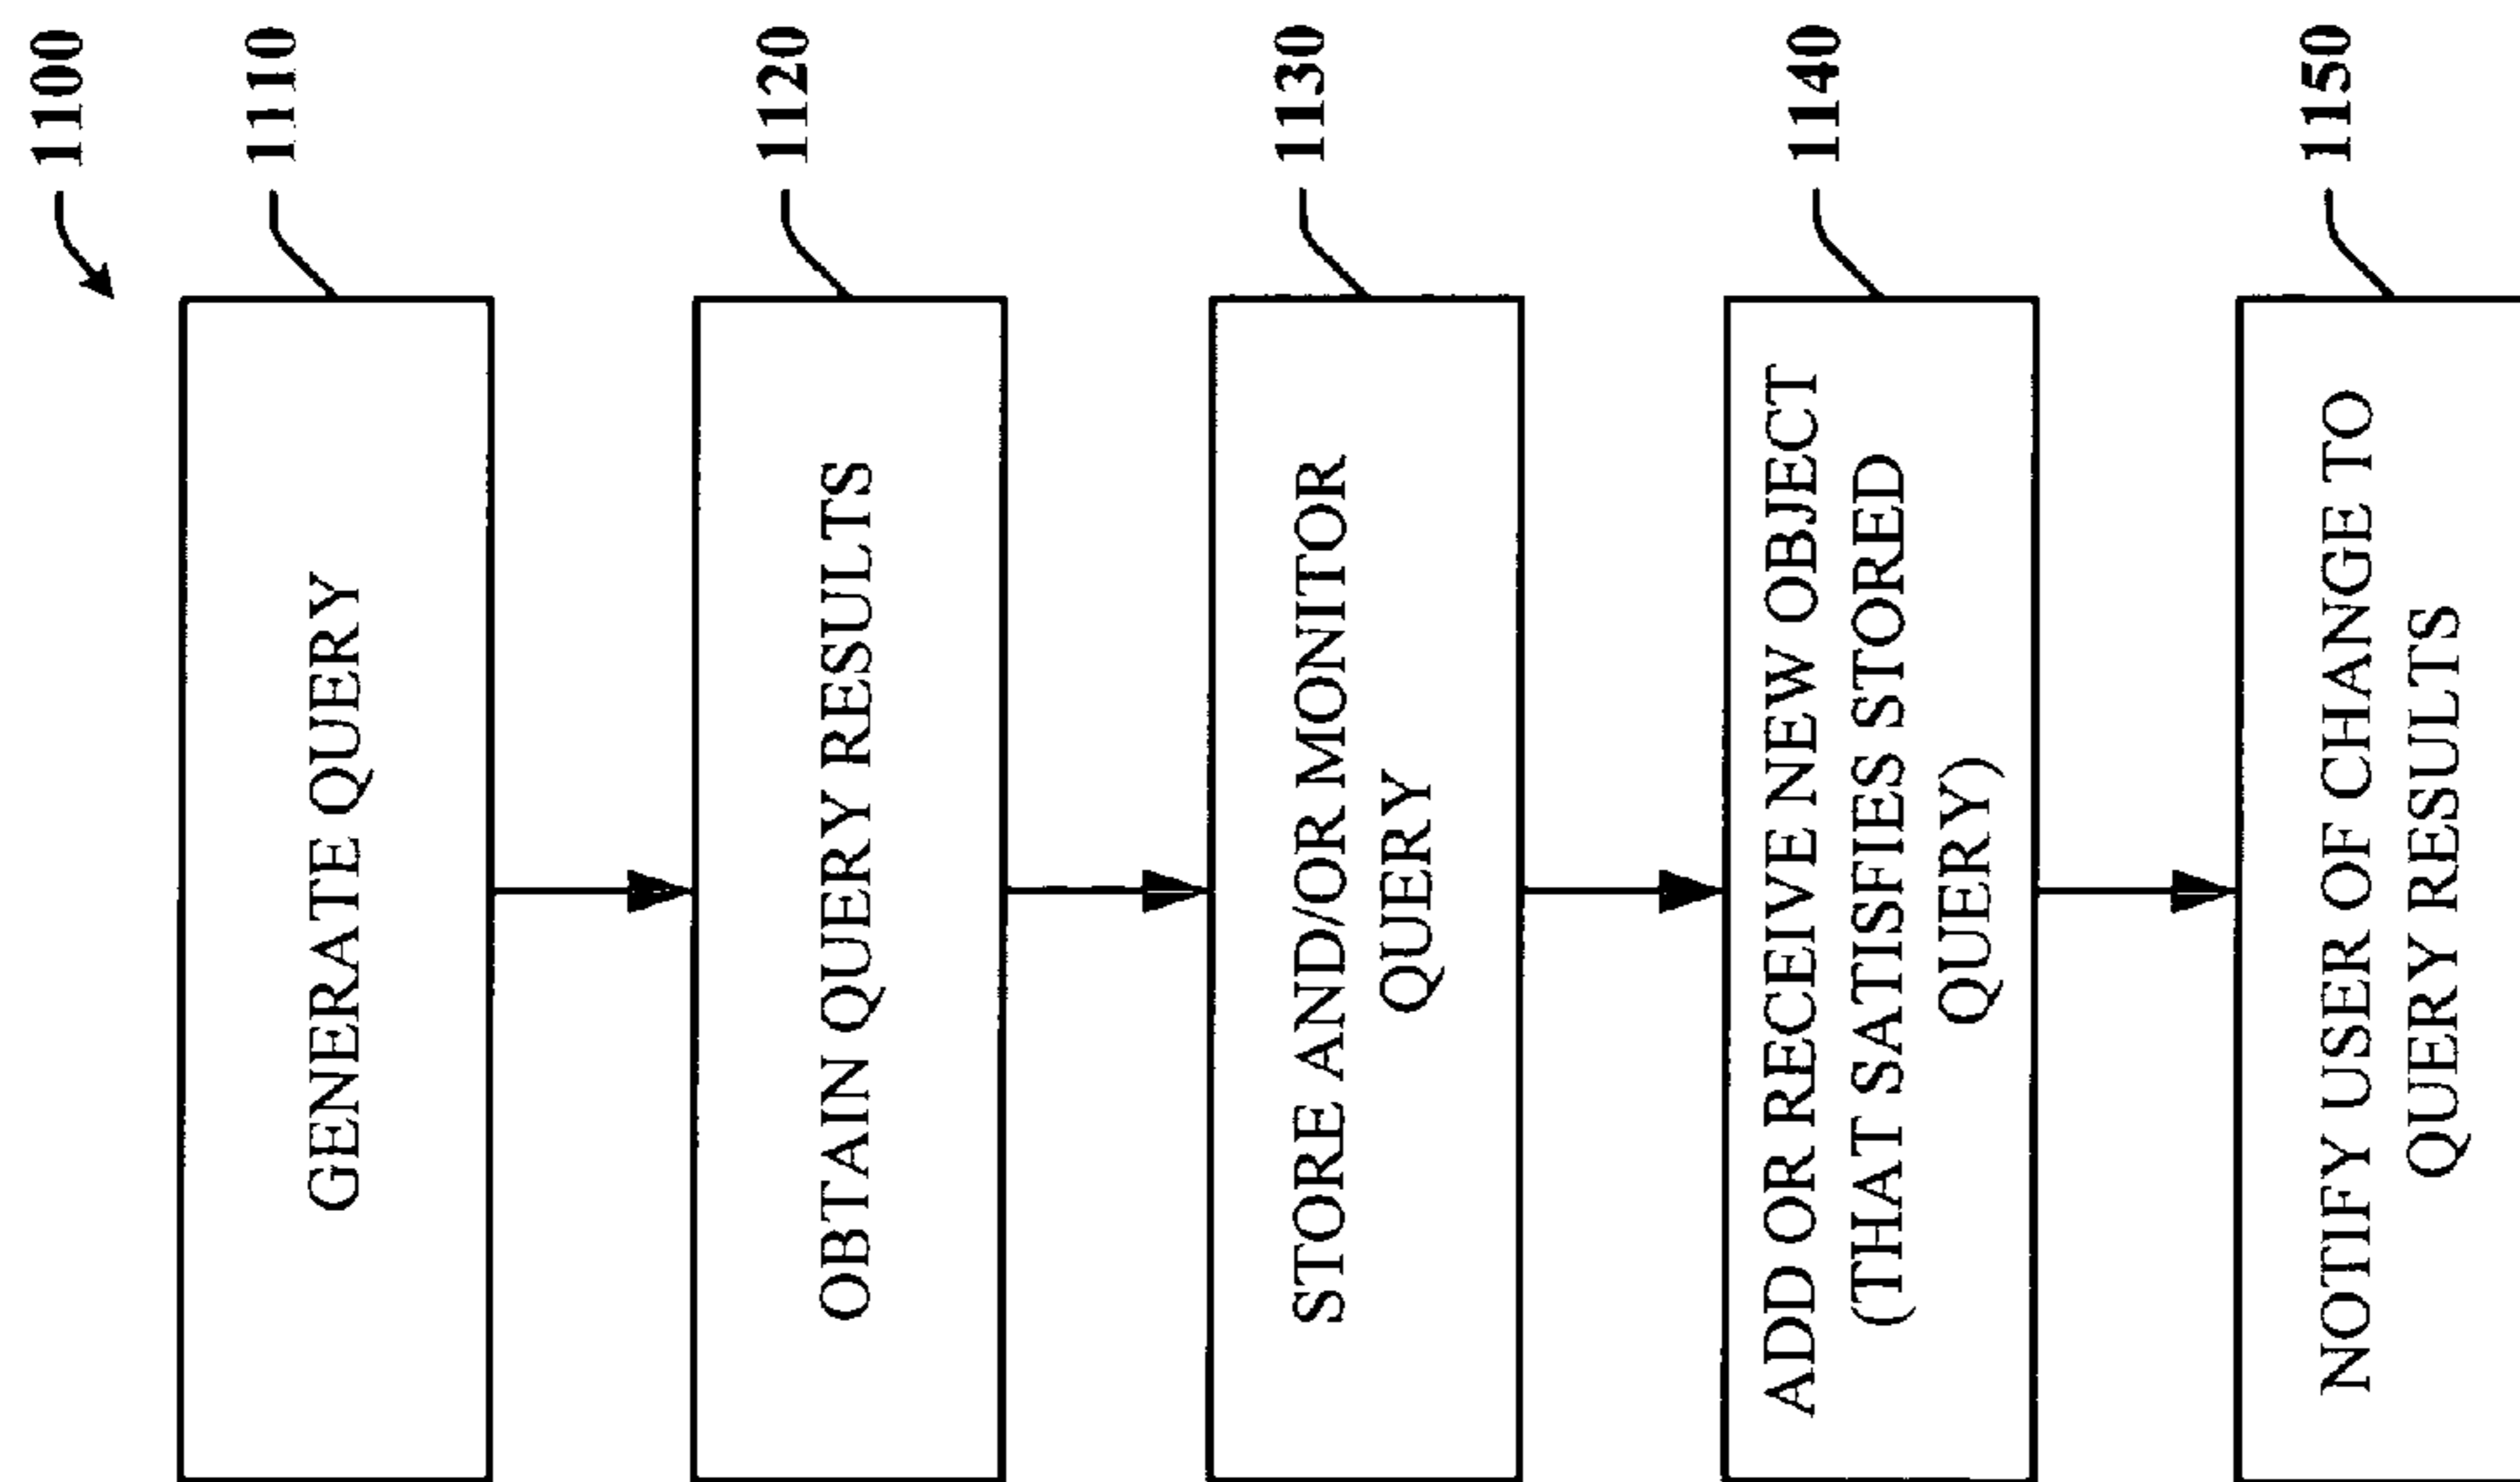 1100
1110
GENERATE QUERY
1120
OBTAIN QUERY RESULTS
1130
STORE AND/OR MONITOR
QUERY
1140
ADD OR RECEIVE NEW OBJECT
(THAT SATISFIES STORED
QUERY)
1150
NOTIFY USER OF CHANGE TO
QUERY RESULTS